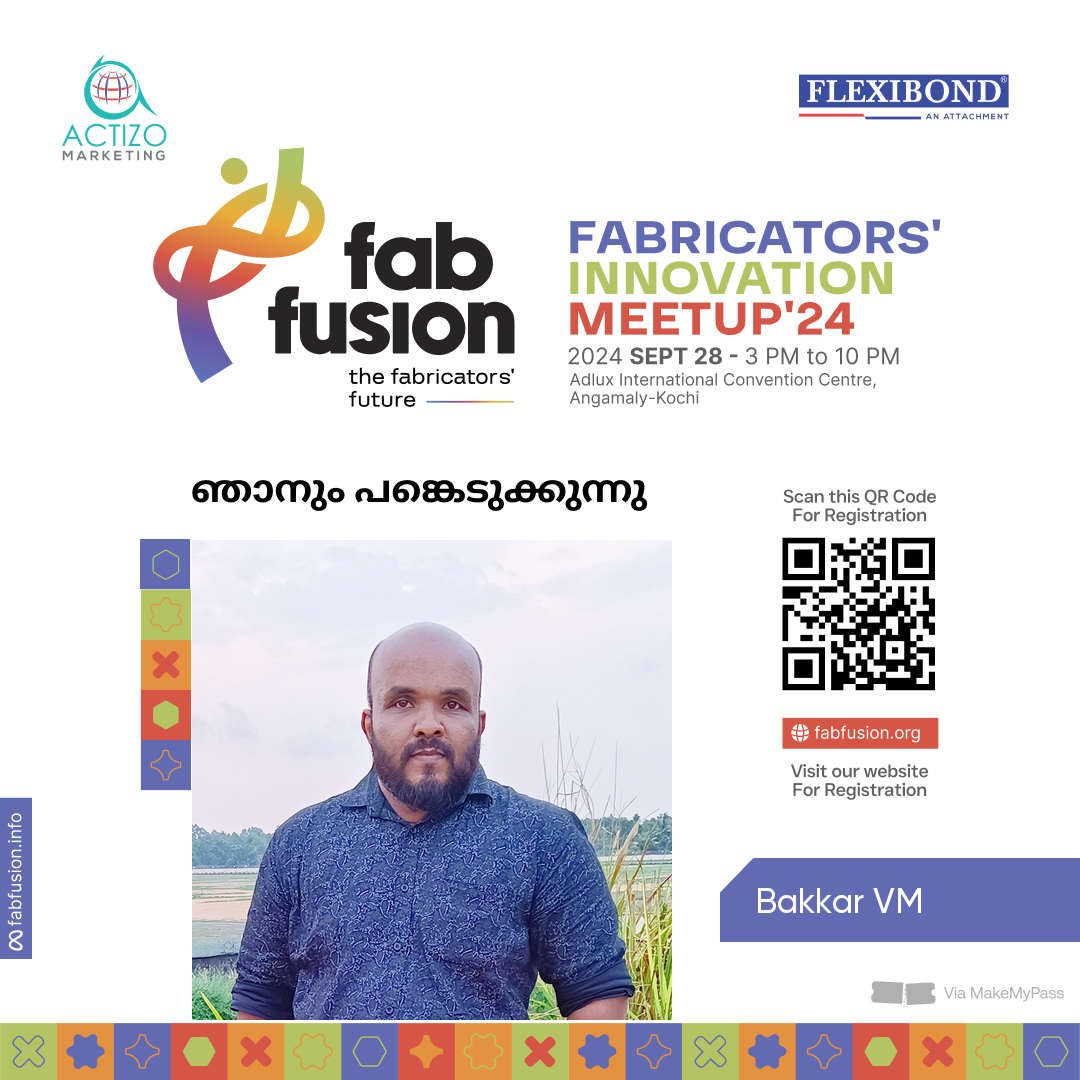 ACTIZO
MARKETING
FLEXIBOND®
AN ATTACHMENT
fab
fusion
the fabricators'
future
FABRICATORS'
INNOVATION
MEETUP'24
2024 SEPT 28 - 3 PM to 10 PM
Adlux International Convention Centre,
Angamaly-Kochi
ഞാനും പങ്കെടുക്കുന്നു
Scan this QR Code
For Registration
fabfusion.org
Visit our website
For Registration
fabfusion.info
Bakkar VM
Via MakeMyPass